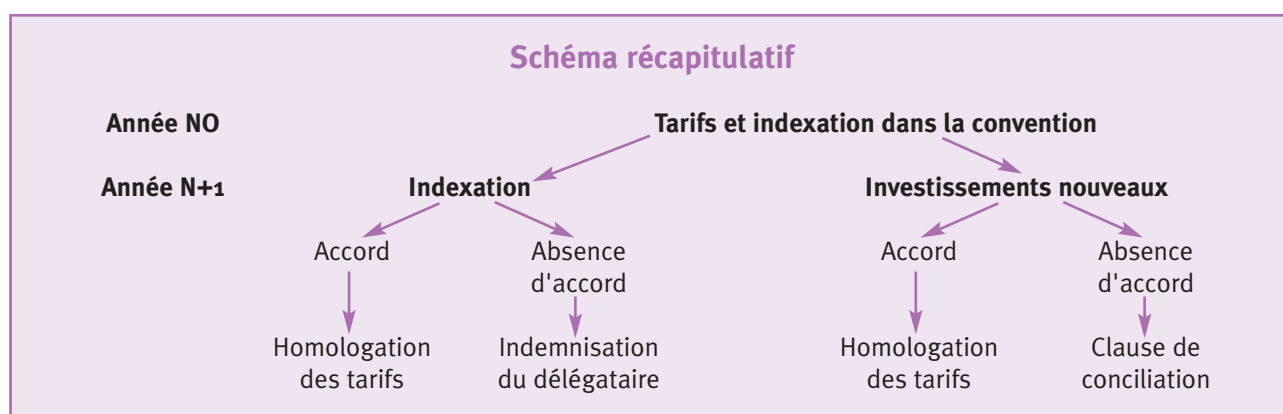 Schéma récapitulatif
Année NO
Tarifs et indexation dans la convention
Année N+1
Indexation
Investissements nouveaux
Accord
Absence
d'accord
Accord
Absence
d'accord
Homologation
des tarifs
Indemnisation
du délégataire
Homologation
des tarifs
Clause de
conciliation